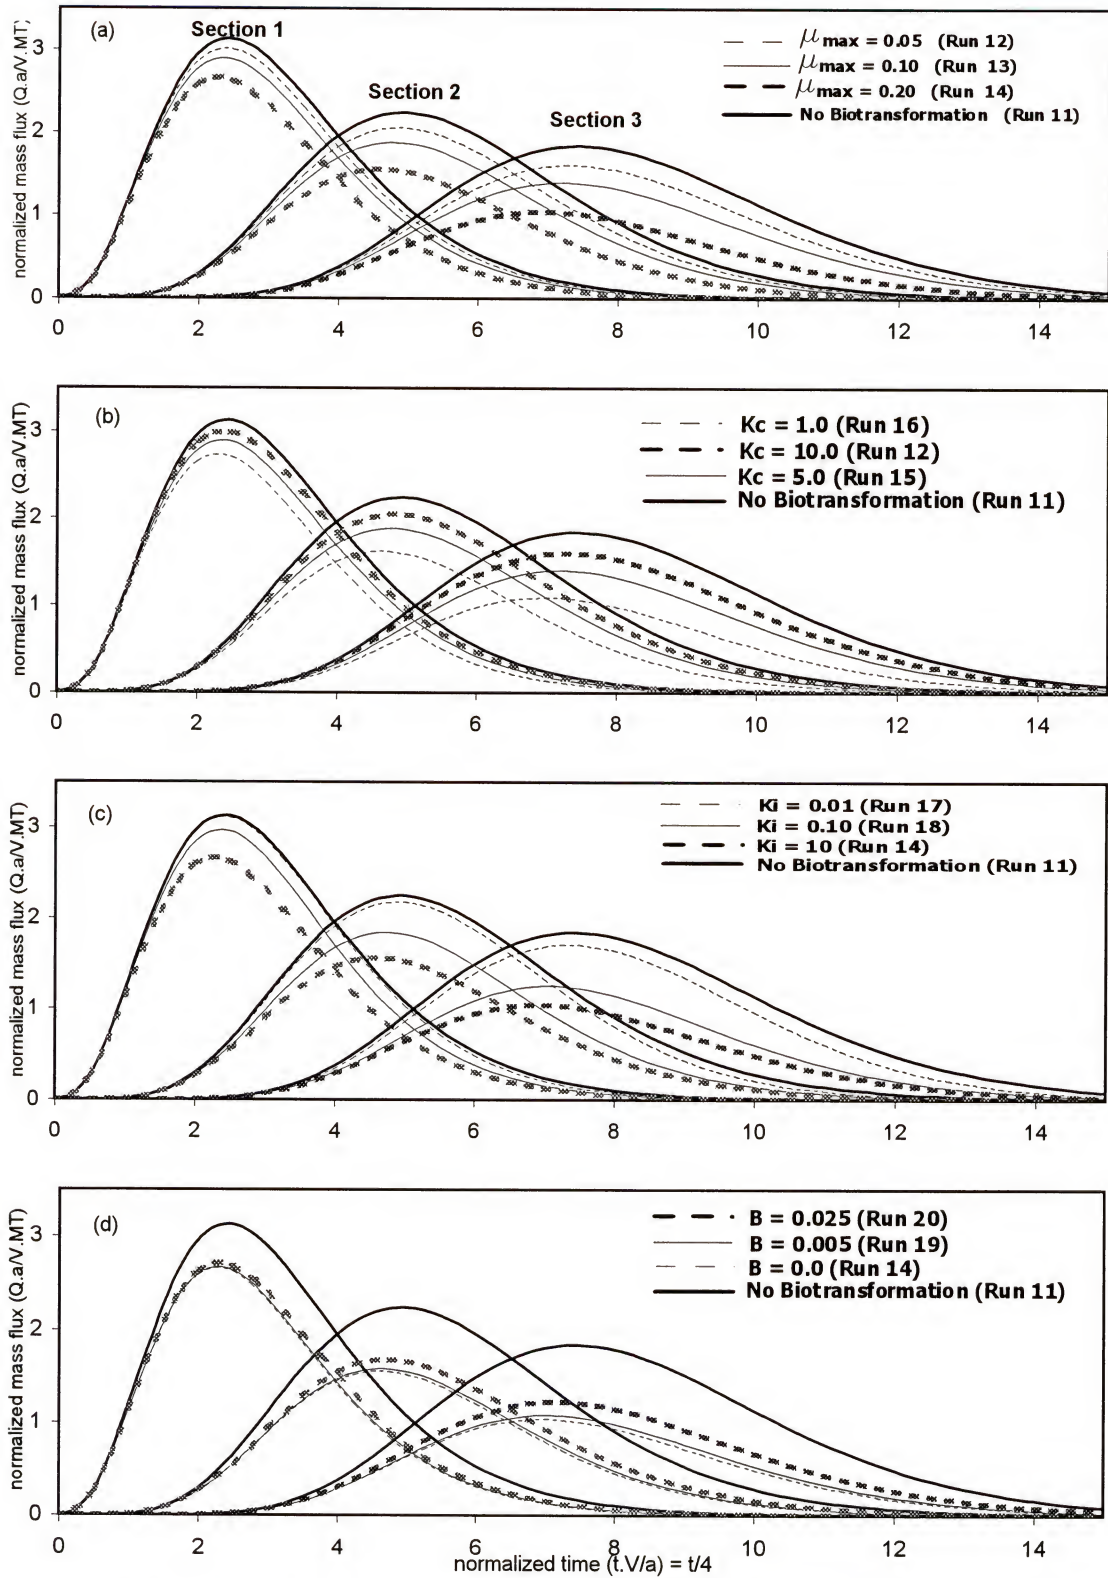 (a)
Section 1
Section 2
Section 3
μmax = 0.05 (Run 12)
μmax = 0.10 (Run 13)
μmax = 0.20 (Run 14)
No Biotransformation (Run 11)
normalized mass flux (Q.a/V.MT)
3
2
1
0
0 2 4 6 8 10 12 14
(b)
Kc = 1.0 (Run 16)
Kc = 10.0 (Run 12)
Kc = 5.0 (Run 15)
No Biotransformation (Run 11)
normalized mass flux (Q.a/V.MT)
3
2
1
0
0 2 4 6 8 10 12 14
(c)
Ki = 0.01 (Run 17)
Ki = 0.10 (Run 18)
Ki = 10 (Run 14)
No Biotransformation (Run 11)
normalized mass flux (Q.a/V.MT)
3
2
1
0
0 2 4 6 8 10 12 14
(d)
B = 0.025 (Run 20)
B = 0.005 (Run 19)
B = 0.0 (Run 14)
No Biotransformation (Run 11)
normalized mass flux (Q.a/V.MT)
3
2
1
0
0 2 4 6 8 10 12 14
normalized time (t.V/a) = t/4